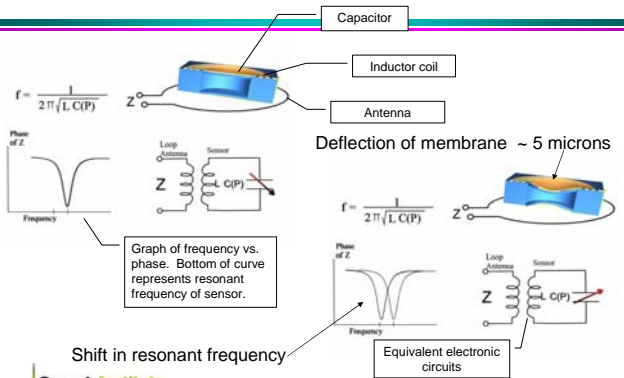 Capacitor
Inductor coil
Antenna
f = 1
2π√L C(P)
Z
Phase
of Z
Frequency
Loop
Antenna
Sensor
Z
L C(P)
Graph of frequency vs.
phase. Bottom of curve
represents resonant
frequency of sensor.
Deflection of membrane ~ 5 microns
f = 1
2π√L C(P)
Z
Phase
of Z
Frequency
Loop
Antenna
Sensor
Z
L C(P)
Shift in resonant frequency
Equivalent electronic
circuits